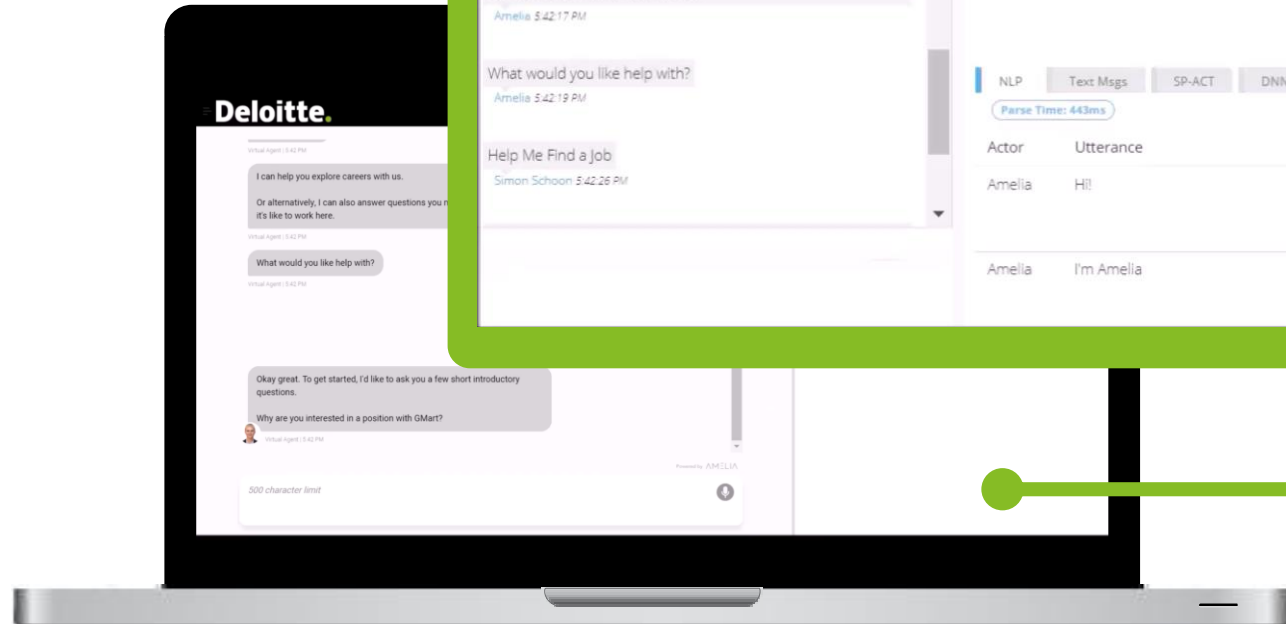 Amelia 5:42:17 PM
What would you like help with?
Amelia 5:42:19 PM
Help Me Find a Job
Simon Schoon 5:42:26 PM
NLP
Text Msgs
SP-ACT
DNN
Parse Time: 443ms
Actor Utterance
Amelia Hi!
Amelia I'm Amelia
Deloitte.
Virtual Agent | 5:42 PM
I can help you explore careers with us.
Or alternatively, I can also answer questions you
it's like to work here.
Virtual Agent | 5:42 PM
What would you like help with?
Virtual Agent | 5:42 PM
Okay great. To get started, I'd like to ask you a few short introductory
questions.
Why are you interested in a position with GMart?
Virtual Agent | 5:42 PM
Powered by AMELIA
500 character limit